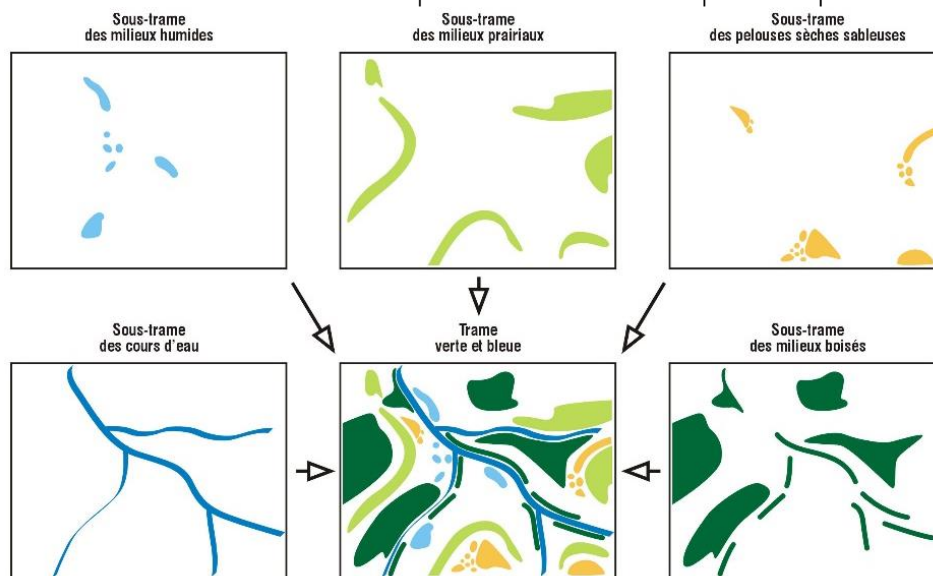 Sous-trame
des milieux humides
Sous-trame
des milieux prairiaux
Sous-trame
des pelouses sèches sableuses
Sous-trame
des cours d'eau
Trame
verte et bleue
Sous-trame
des milieux boisés